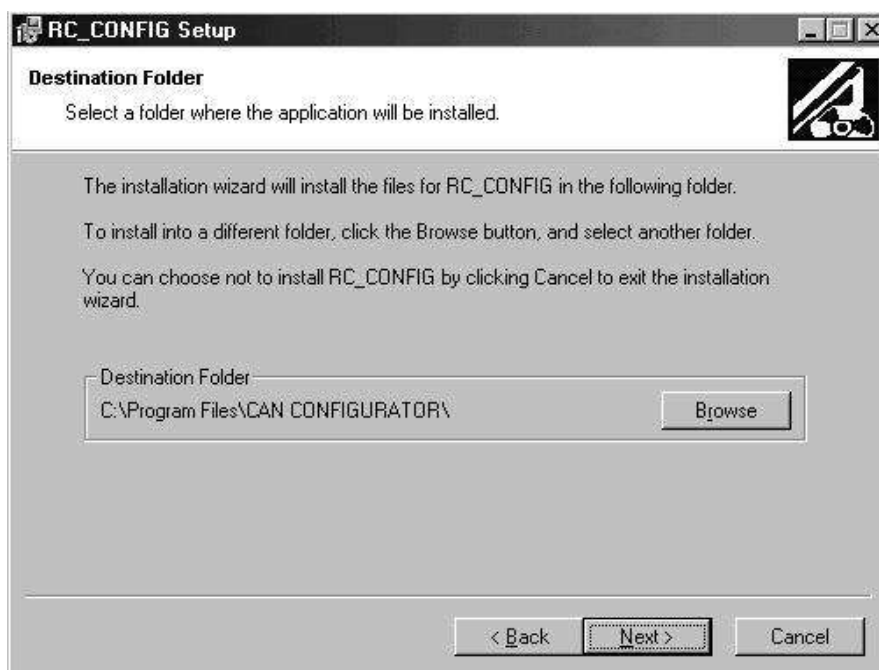 RC_CONFIG Setup
Destination Folder
Select a folder where the application will be installed.
The installation wizard will install the files for RC_CONFIG in the following folder.
To install into a different folder, click the Browse button, and select another folder.
You can choose not to install RC_CONFIG by clicking Cancel to exit the installation
wizard.
Destination Folder
C:\Program Files\CAN CONFIGURATOR\
Browse
< Back
Next >
Cancel